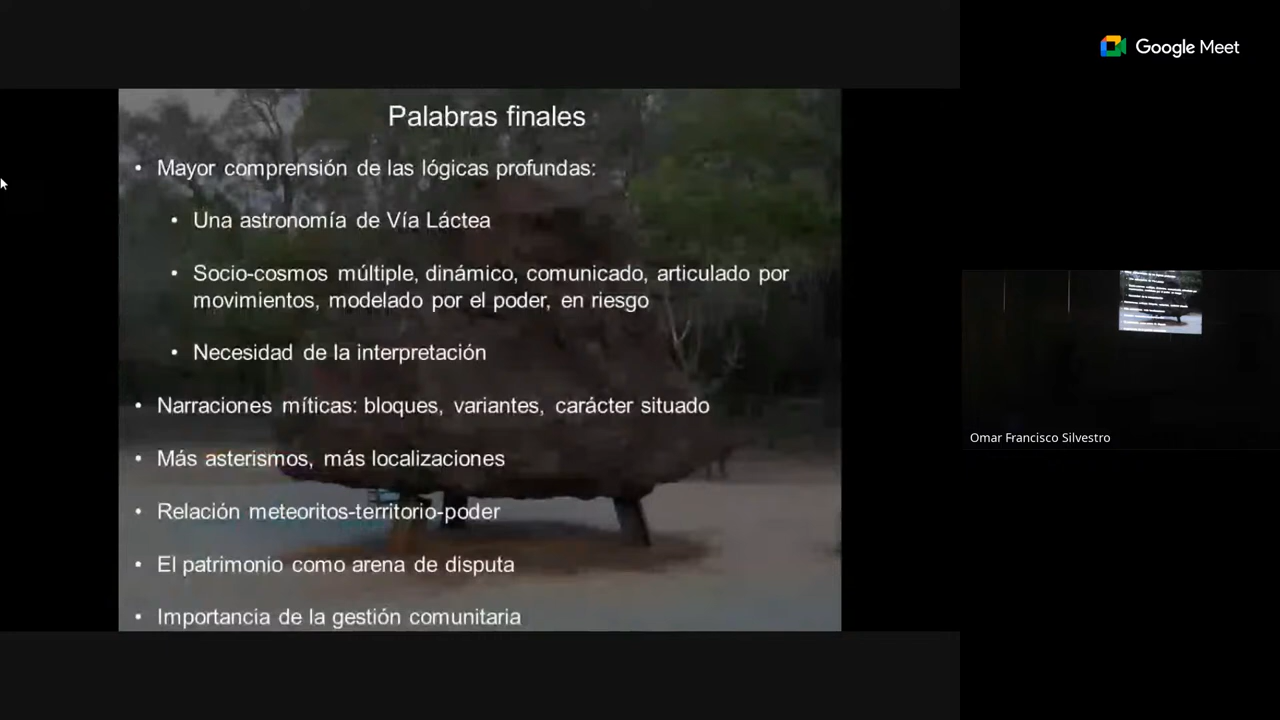 Google Meet
Palabras finales
• Mayor comprensión de las lógicas profundas:
• Una astronomía de Vía Láctea
• Socio-cosmos múltiple, dinámico, comunicado, articulado por
movimientos, modelado por el poder, en riesgo
• Necesidad de la interpretación
• Narraciones míticas: bloques, variantes, carácter situado
• Más asterismos, más localizaciones
• Relación meteoritos-territorio-poder
• El patrimonio como arena de disputa
• Importancia de la gestión comunitaria
Omar Francisco Silvestro